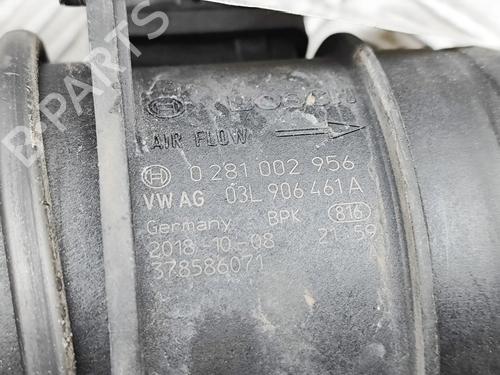 BOSCH
AIR FLOW
0 281 002 956
VW AG 03L 906 461 A
Germany BPK 816
2018-10-08 21:59
378586071